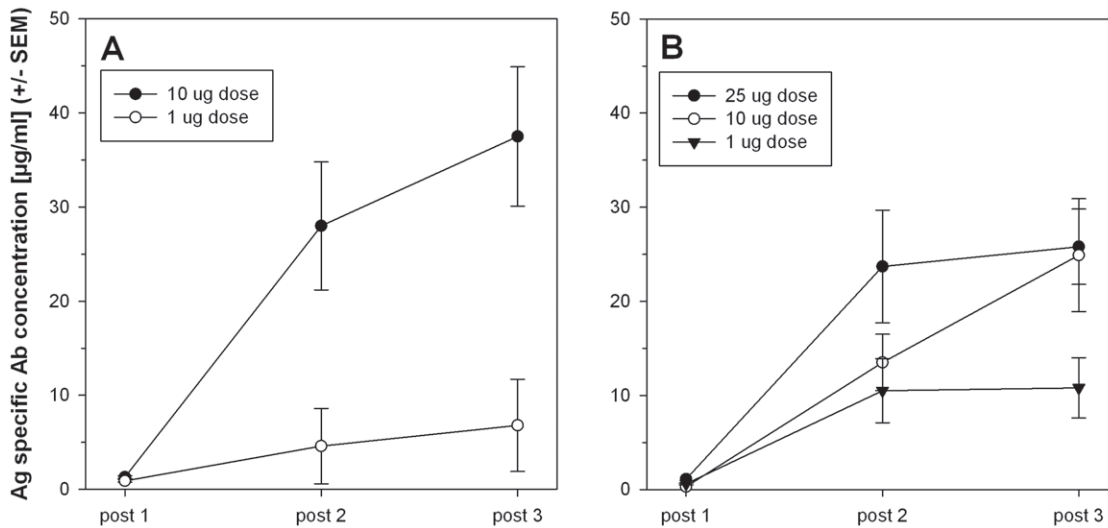 Ag specific Ab concentration [µg/ml] (+/- SEM)
50
40
30
20
10
0
A
10 ug dose
1 ug dose
post 1
post 2
post 3
50
40
30
20
10
0
B
25 ug dose
10 ug dose
1 ug dose
post 1
post 2
post 3